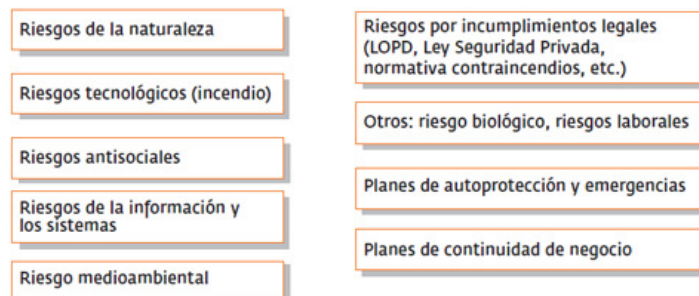 Riesgos de la naturaleza
Riesgos tecnológicos (incendio)
Riesgos antisociales
Riesgos de la información y
los sistemas
Riesgo medioambiental
Riesgos por incumplimientos legales
(LOPD, Ley Seguridad Privada,
normativa contraincendios, etc.)
Otros: riesgo biológico, riesgos laborales
Planes de autoprotección y emergencias
Planes de continuidad de negocio